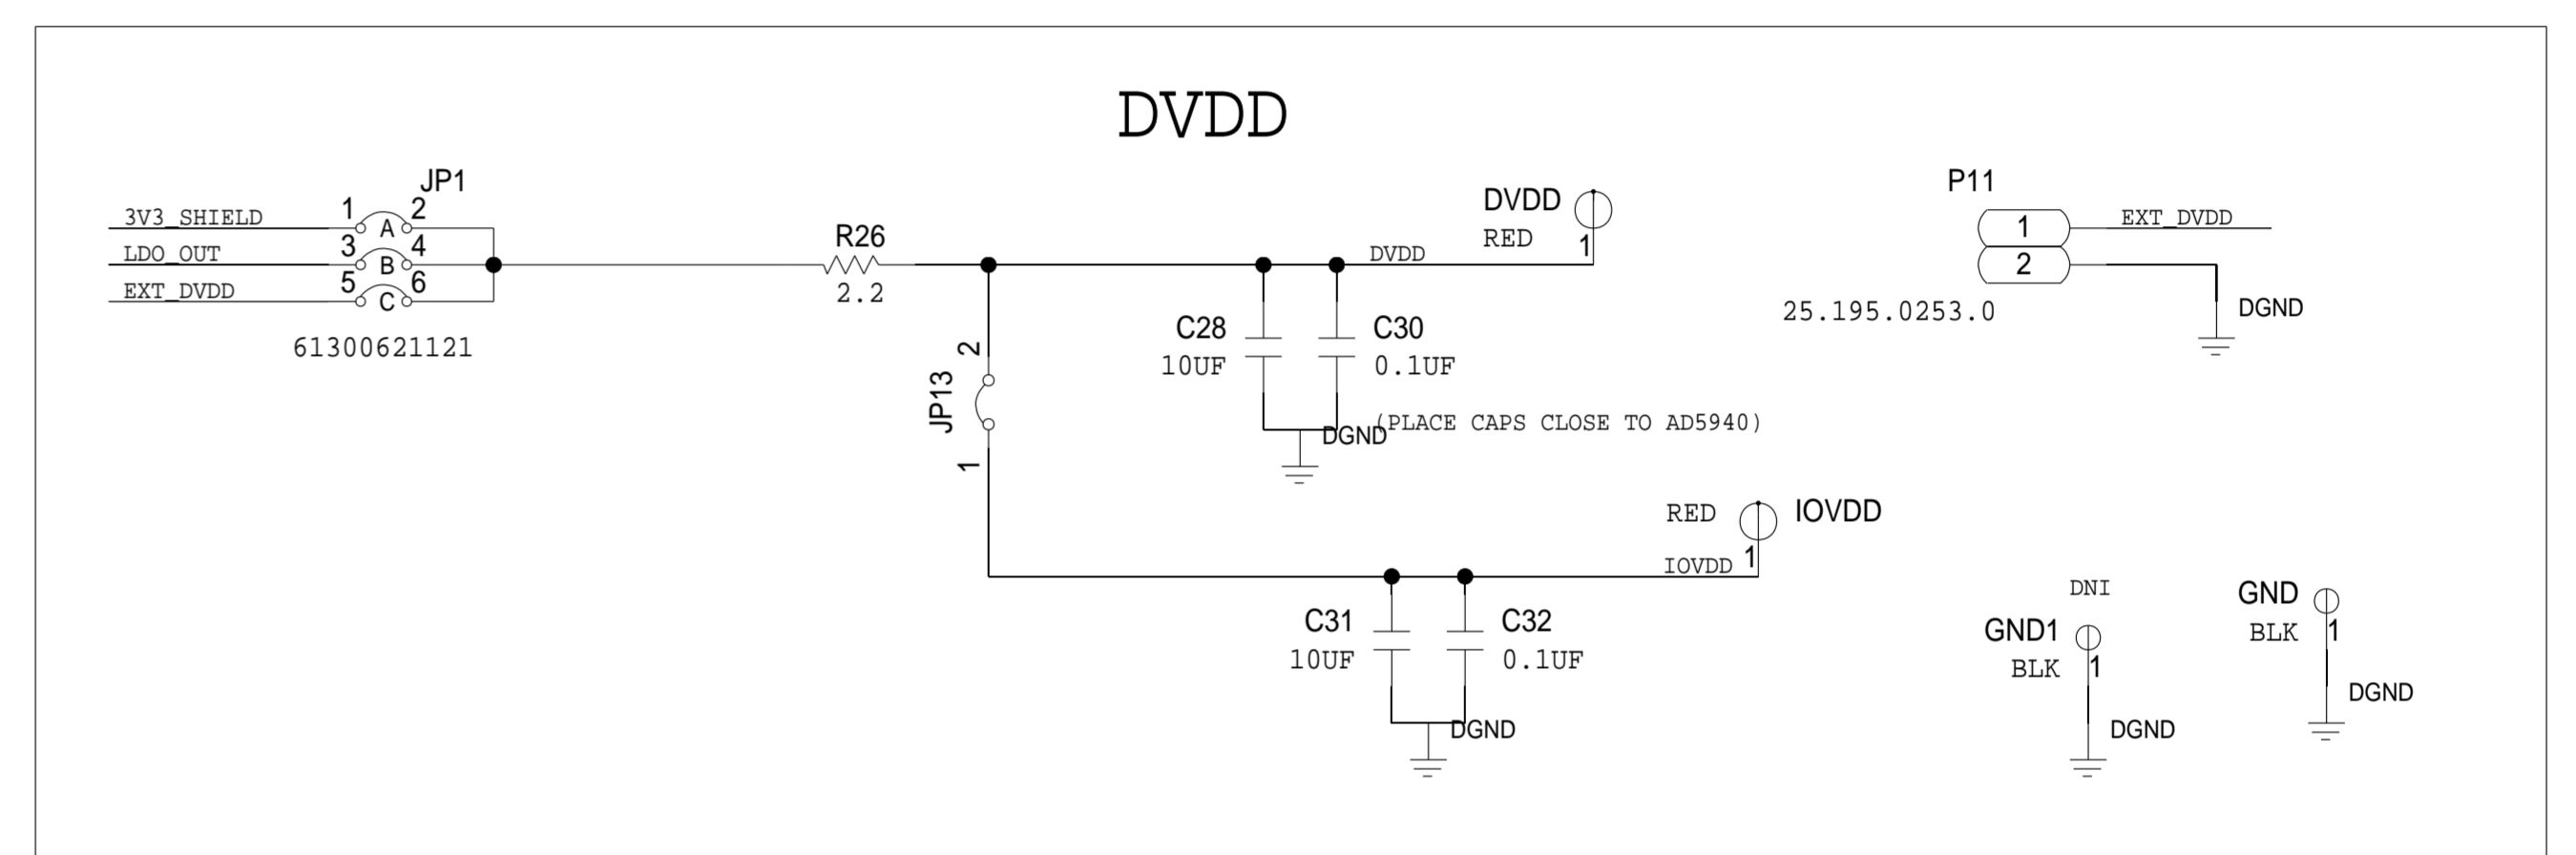 DVDD
JP1
1 2
3V3_SHIELD
A
3 4
LDO_OUT
B
5 6
EXT_DVDD
C
61300621121
R26
2.2
DVDD
RED
1
DVDD
P11
1
EXT_DVDD
2
25.195.0253.0
DGND
C28
10UF
C30
0.1UF
2
JP13
1
(PLACE CAPS CLOSE TO AD5940)
DGND
RED
IOVDD
1
IOVDD
C31
10UF
C32
0.1UF
DGND
DNI
GND1
BLK
1
DGND
GND
BLK
1
DGND